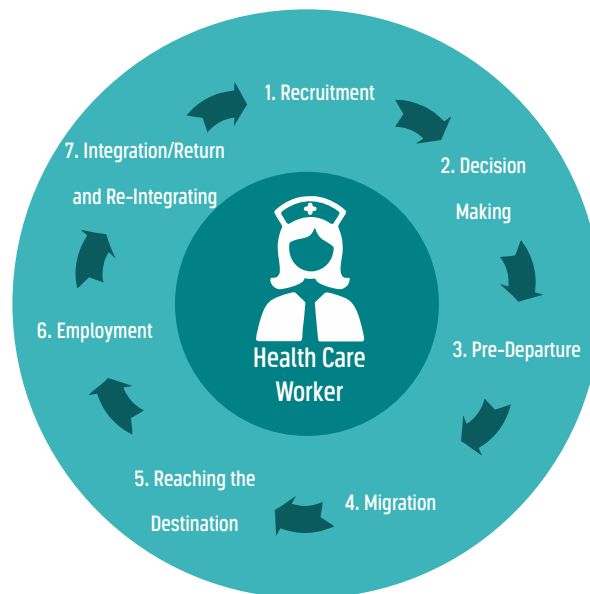 1. Recruitment
2. Decision
Making
3. Pre-Departure
4. Migration
5. Reaching the
Destination
6. Employment
7. Integration/Return
and Re-Integrating
Health Care
Worker